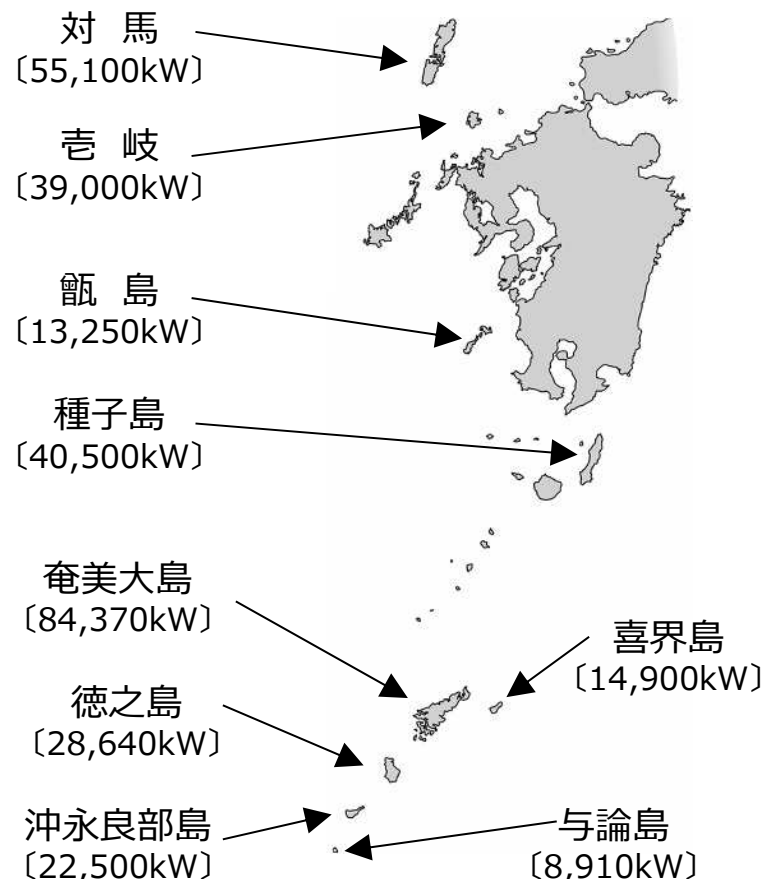 対 馬
〔55,100kW〕
壱 岐
〔39,000kW〕
甑 島
〔13,250kW〕
種子島
〔40,500kW〕
奄美大島
〔84,370kW〕
喜界島
〔14,900kW〕
徳之島
〔28,640kW〕
沖永良部島
〔22,500kW〕
与論島
〔8,910kW〕